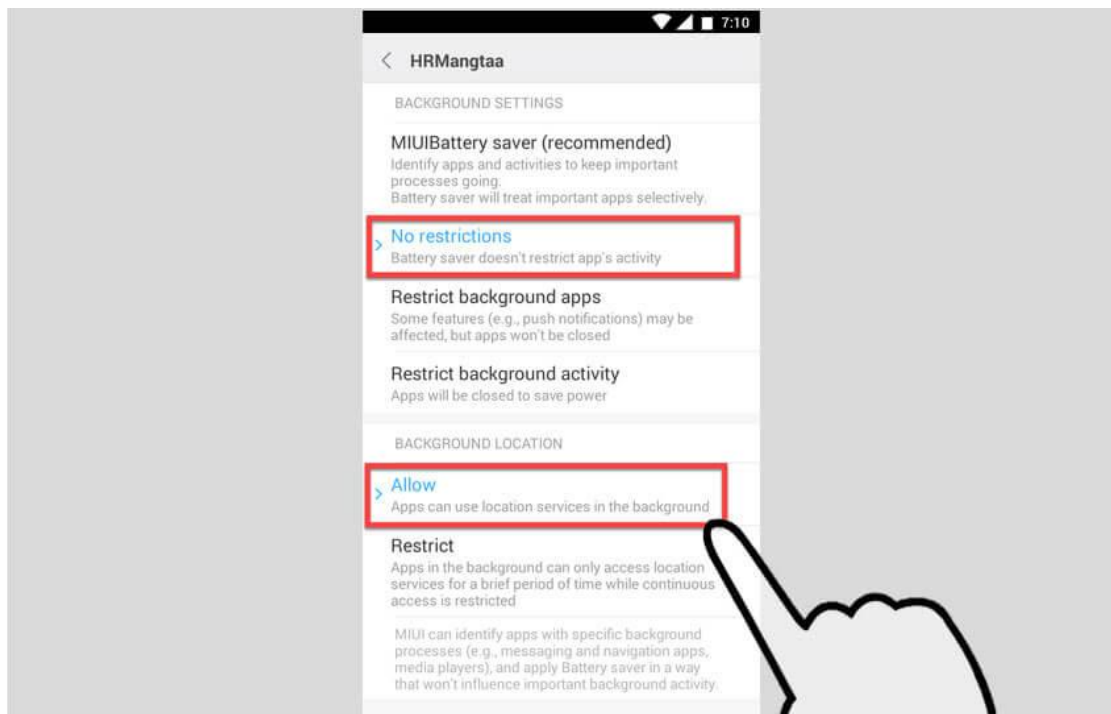 7:10
HRMangtaa
BACKGROUND SETTINGS
MIUIBattery saver (recommended)
Identify apps and activities to keep important
processes going.
Battery saver will treat important apps selectively.
No restrictions
Battery saver doesn't restrict app's activity
Restrict background apps
Some features (e.g., push notifications) may be
affected, but apps won't be closed
Restrict background activity
Apps will be closed to save power
BACKGROUND LOCATION
Allow
Apps can use location services in the background
Restrict
Apps in the background can only access location
services for a brief period of time while continuous
access is restricted
MIUI can identify apps with specific background
processes (e.g., messaging and navigation apps,
media players), and apply Battery saver in a way
that won't influence important background activity.